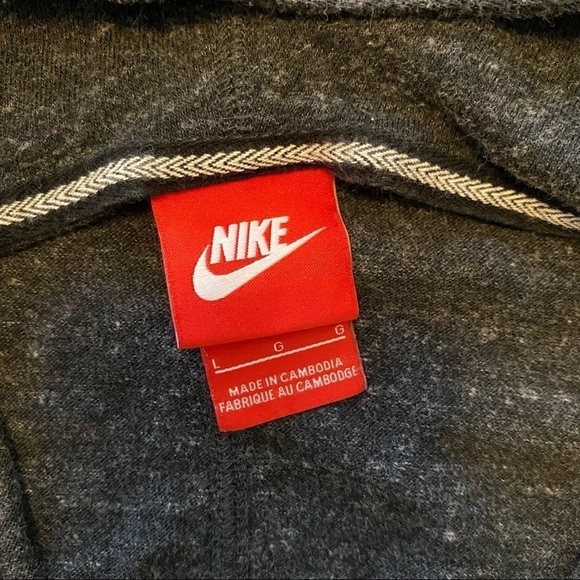 NIKE
L G G
MADE IN CAMBODIA
FABRIQUE AU CAMBODGE